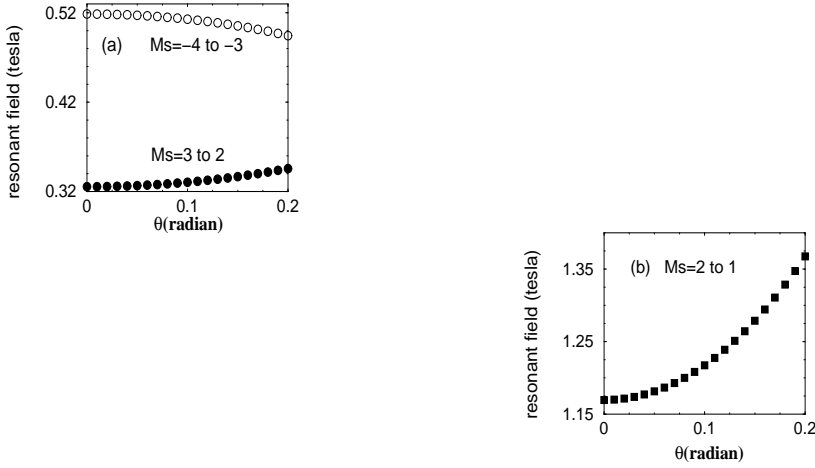 0.52
(a) Ms=−4 to −3
0.42
Ms=3 to 2
0.32
0 0.1 0.2
θ(radian)
resonant field (tesla)
1.35
(b) Ms=2 to 1
1.25
1.15
0 0.1 0.2
θ(radian)
resonant field (tesla)